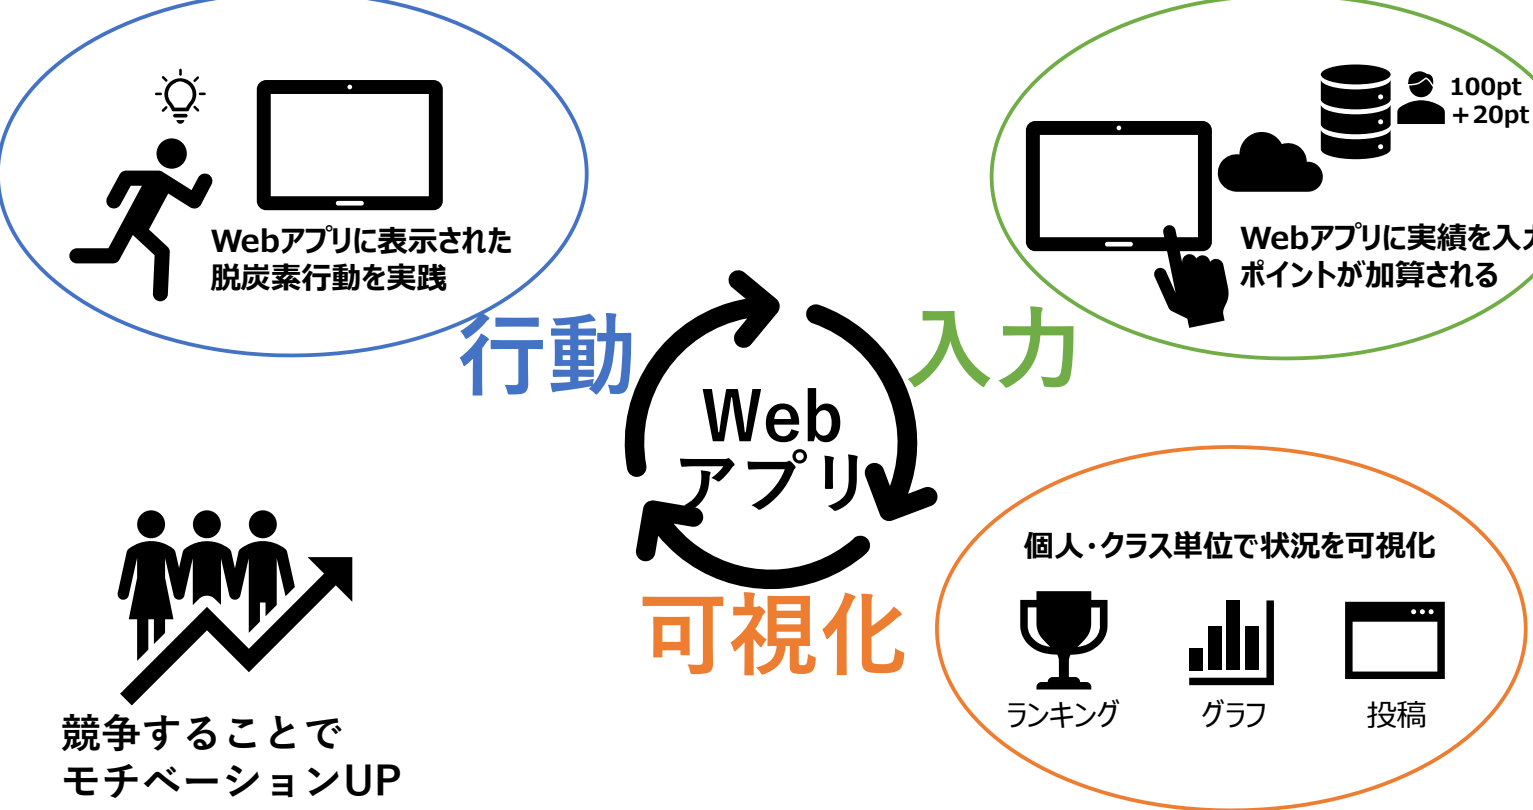 Webアプリに表示された
脱炭素行動を実践
100pt
+20pt
Webアプリに実績を入
ポイントが加算される
行動
入力
Web
アプリ
可視化
個人・クラス単位で状況を可視化
ランキング
グラフ
投稿
競争することで
モチベーションUP